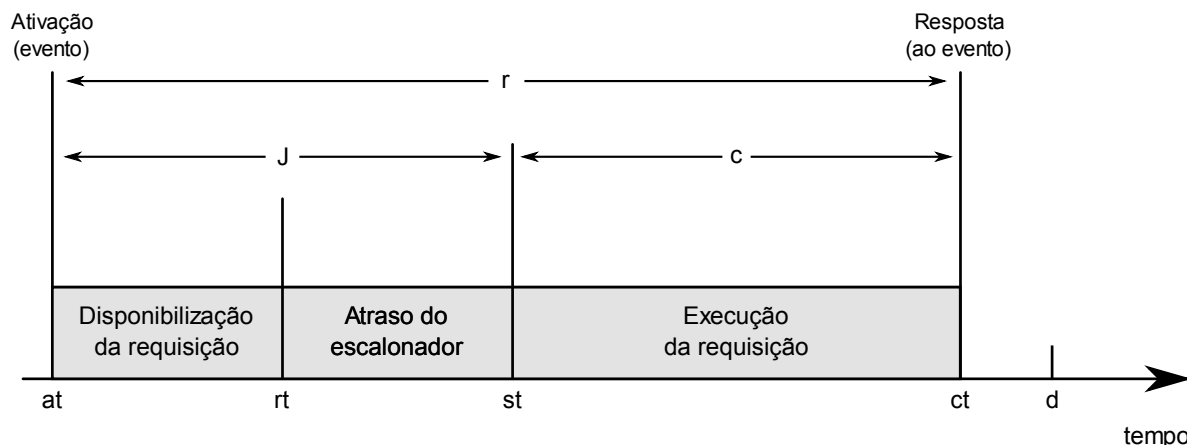 Ativação
(evento)
Resposta
(ao evento)
r
J
c
Disponibilização
da requisição
Atraso do
escalonador
Execução
da requisição
at
rt
st
ct
d
tempo